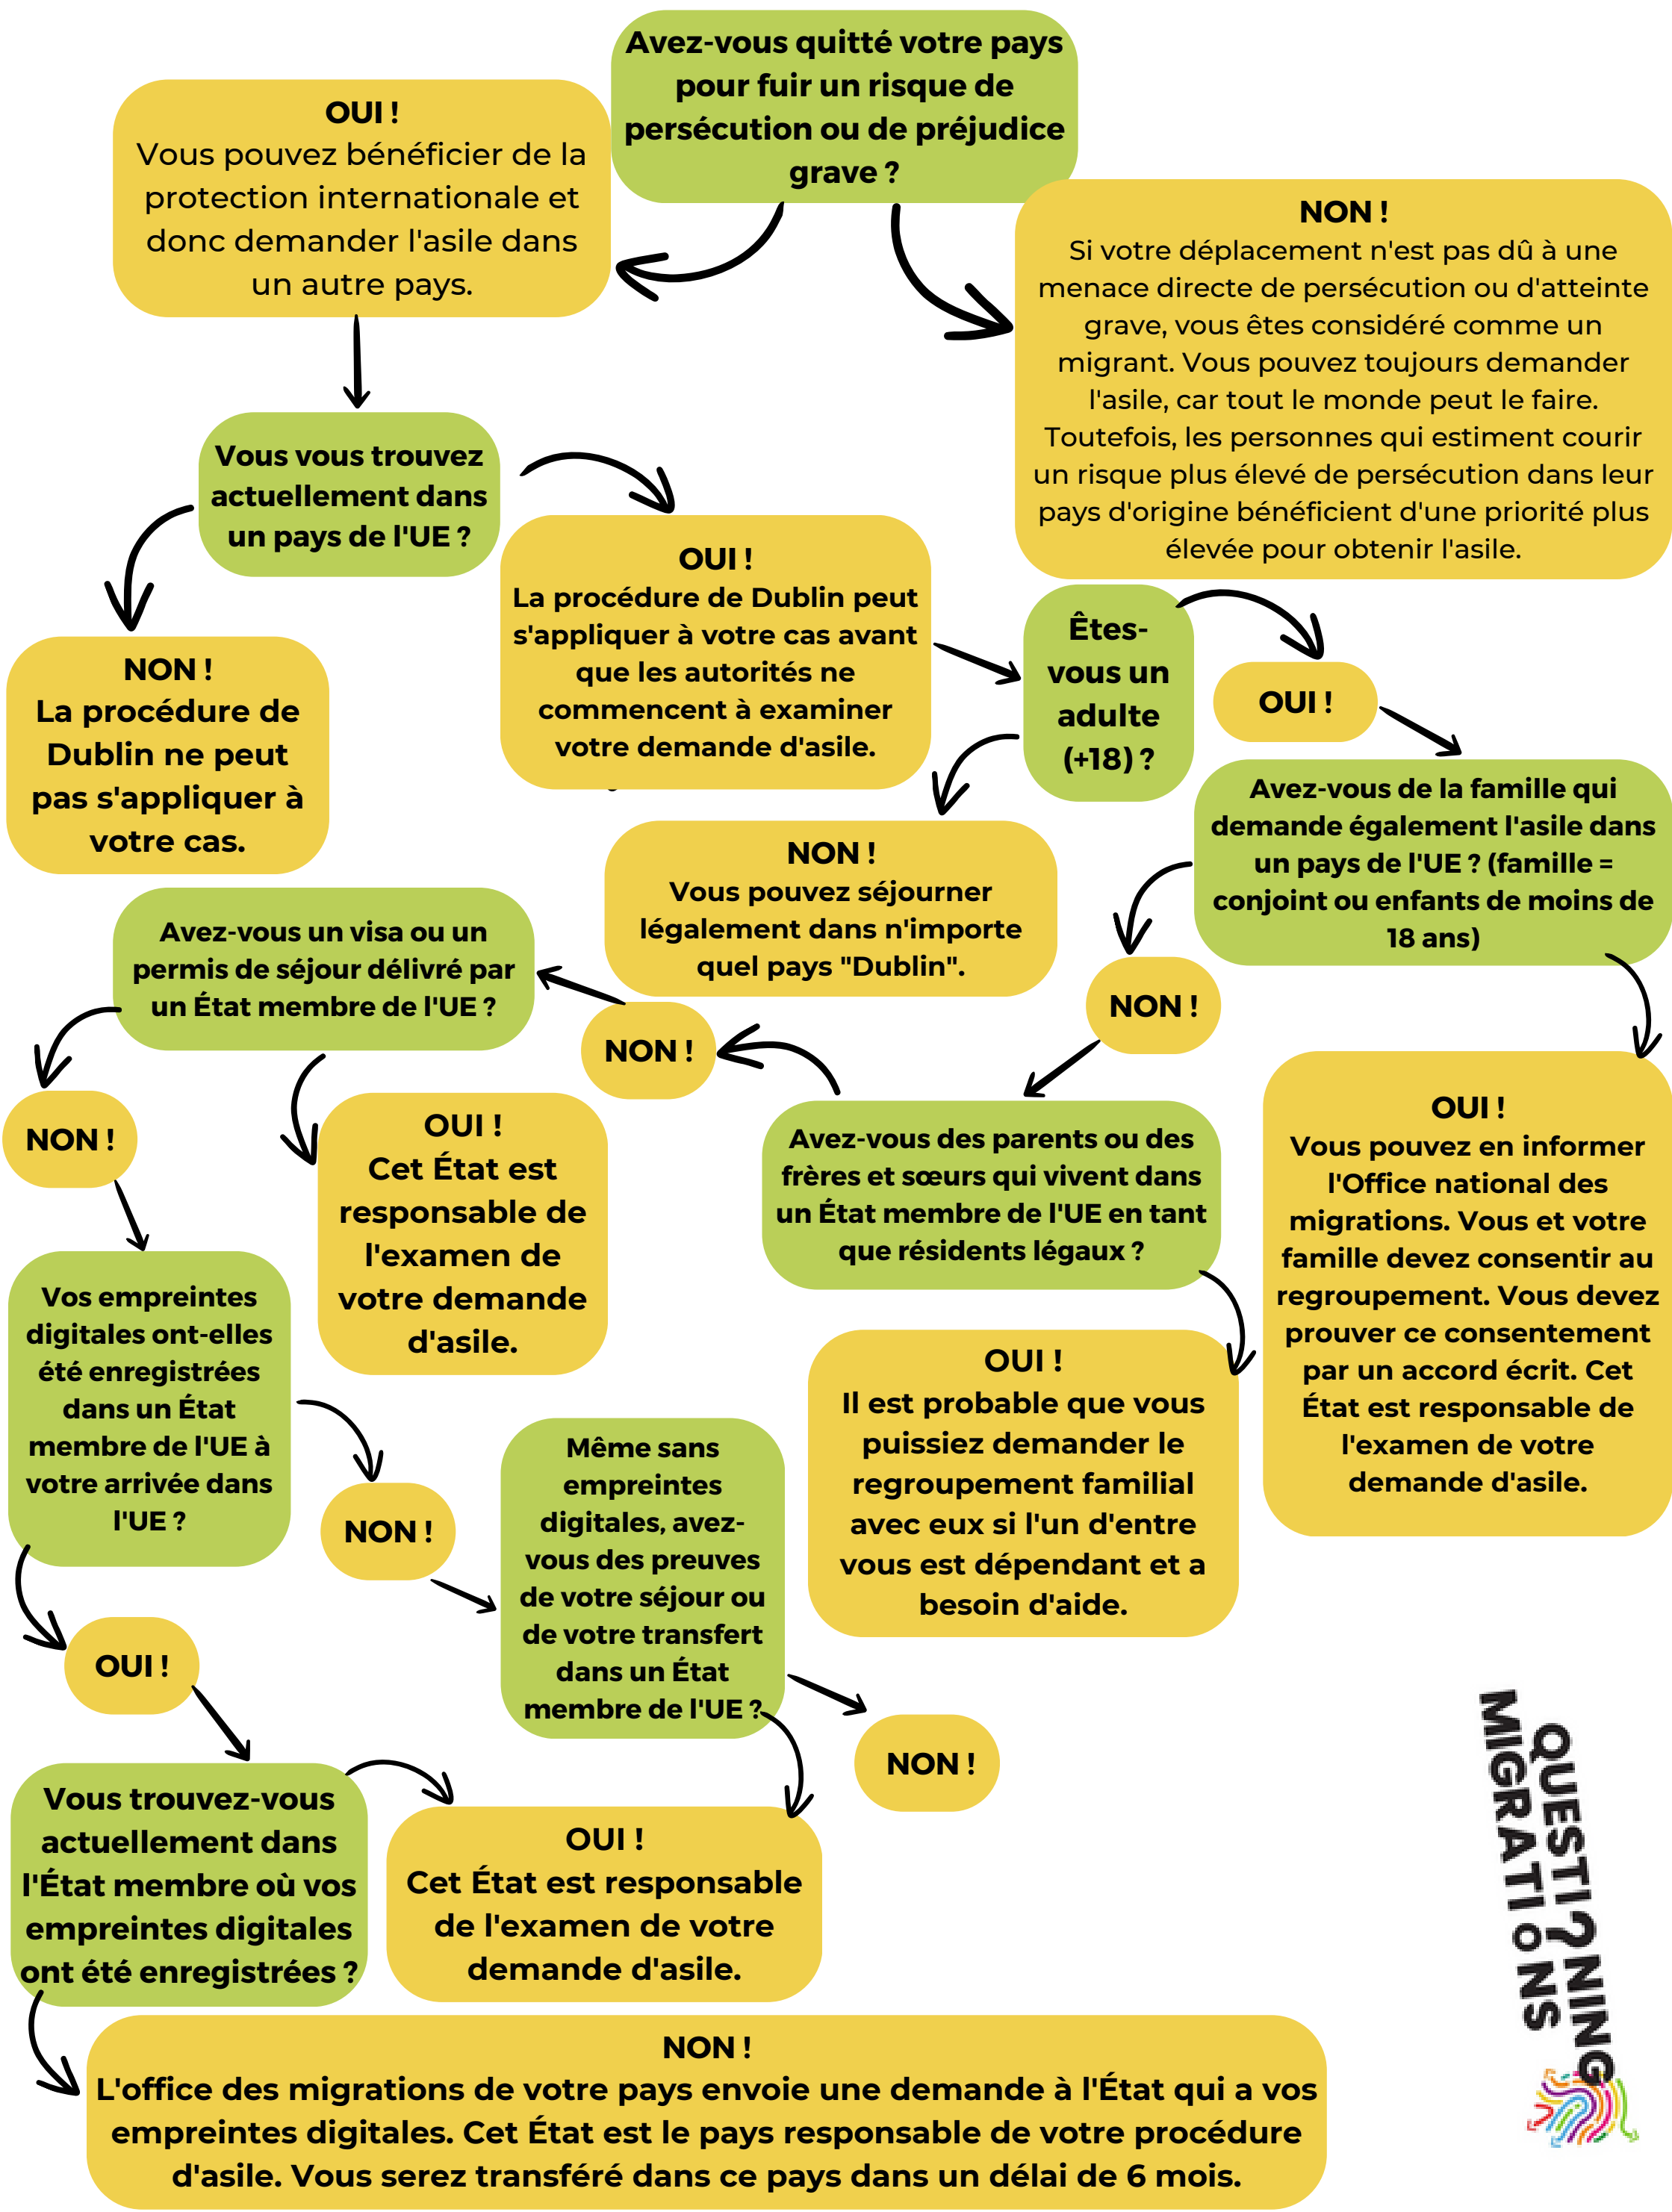 Avez-vous quitté votre pays
pour fuir un risque de
persécution ou de préjudice
grave ?
OUI !
Vous pouvez bénéficier de la
protection internationale et
donc demander l'asile dans
un autre pays.
NON !
Si votre déplacement n'est pas dû à une
menace directe de persécution ou d'atteinte
grave, vous êtes considéré comme un
migrant. Vous pouvez toujours demander
l'asile, car tout le monde peut le faire.
Toutefois, les personnes qui estiment courir
un risque plus élevé de persécution dans leur
pays d'origine bénéficient d'une priorité plus
élevée pour obtenir l'asile.
Vous vous trouvez
actuellement dans
un pays de l'UE ?
OUI !
La procédure de Dublin peut
s'appliquer à votre cas avant
que les autorités ne
commencent à examiner
votre demande d'asile.
NON !
La procédure de
Dublin ne peut
pas s'appliquer à
votre cas.
Êtes-
vous un
adulte
(+18) ?
OUI !
NON !
Vous pouvez séjourner
légalement dans n'importe
quel pays "Dublin".
Avez-vous de la famille qui
demande également l'asile dans
un pays de l'UE ? (famille =
conjoint ou enfants de moins de
18 ans)
NON !
OUI !
Vous pouvez en informer
l'Office national des
migrations. Vous et votre
famille devez consentir au
regroupement. Vous devez
prouver ce consentement
par un accord écrit. Cet
État est responsable de
l'examen de votre
demande d'asile.
Avez-vous des parents ou des
frères et sœurs qui vivent dans
un État membre de l'UE en tant
que résidents légaux ?
NON !
OUI !
Il est probable que vous
puissiez demander le
regroupement familial
avec eux si l'un d'entre
vous est dépendant et a
besoin d'aide.
Avez-vous un visa ou un
permis de séjour délivré par
un État membre de l'UE ?
NON !
OUI !
Cet État est
responsable de
l'examen de
votre demande
d'asile.
Vos empreintes
digitales ont-elles
été enregistrées
dans un État
membre de l'UE à
votre arrivée dans
l'UE ?
NON !
Même sans
empreintes
digitales, avez-
vous des preuves
de votre séjour ou
de votre transfert
dans un État
membre de l'UE ?
NON !
OUI !
Vous trouvez-vous
actuellement dans
l'État membre où vos
empreintes digitales
ont été enregistrées ?
OUI !
Cet État est responsable
de l'examen de votre
demande d'asile.
NON !
L'office des migrations de votre pays envoie une demande à l'État qui a vos
empreintes digitales. Cet État est le pays responsable de votre procédure
d'asile. Vous serez transféré dans ce pays dans un délai de 6 mois.
QUESTI?NING
MIGRATIONS